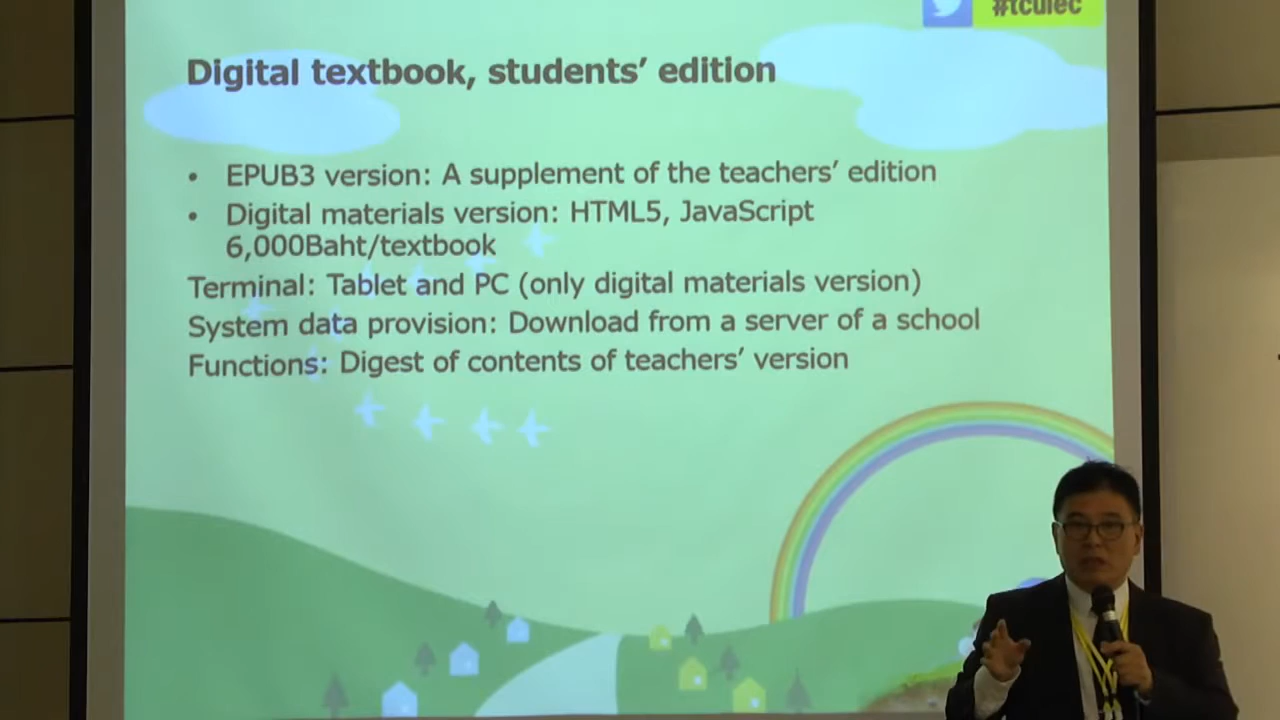 #tculec
Digital textbook, students’ edition
• EPUB3 version: A supplement of the teachers’ edition
• Digital materials version: HTML5, JavaScript
6,000Baht/textbook
Terminal: Tablet and PC (only digital materials version)
System data provision: Download from a server of a school
Functions: Digest of contents of teachers’ version